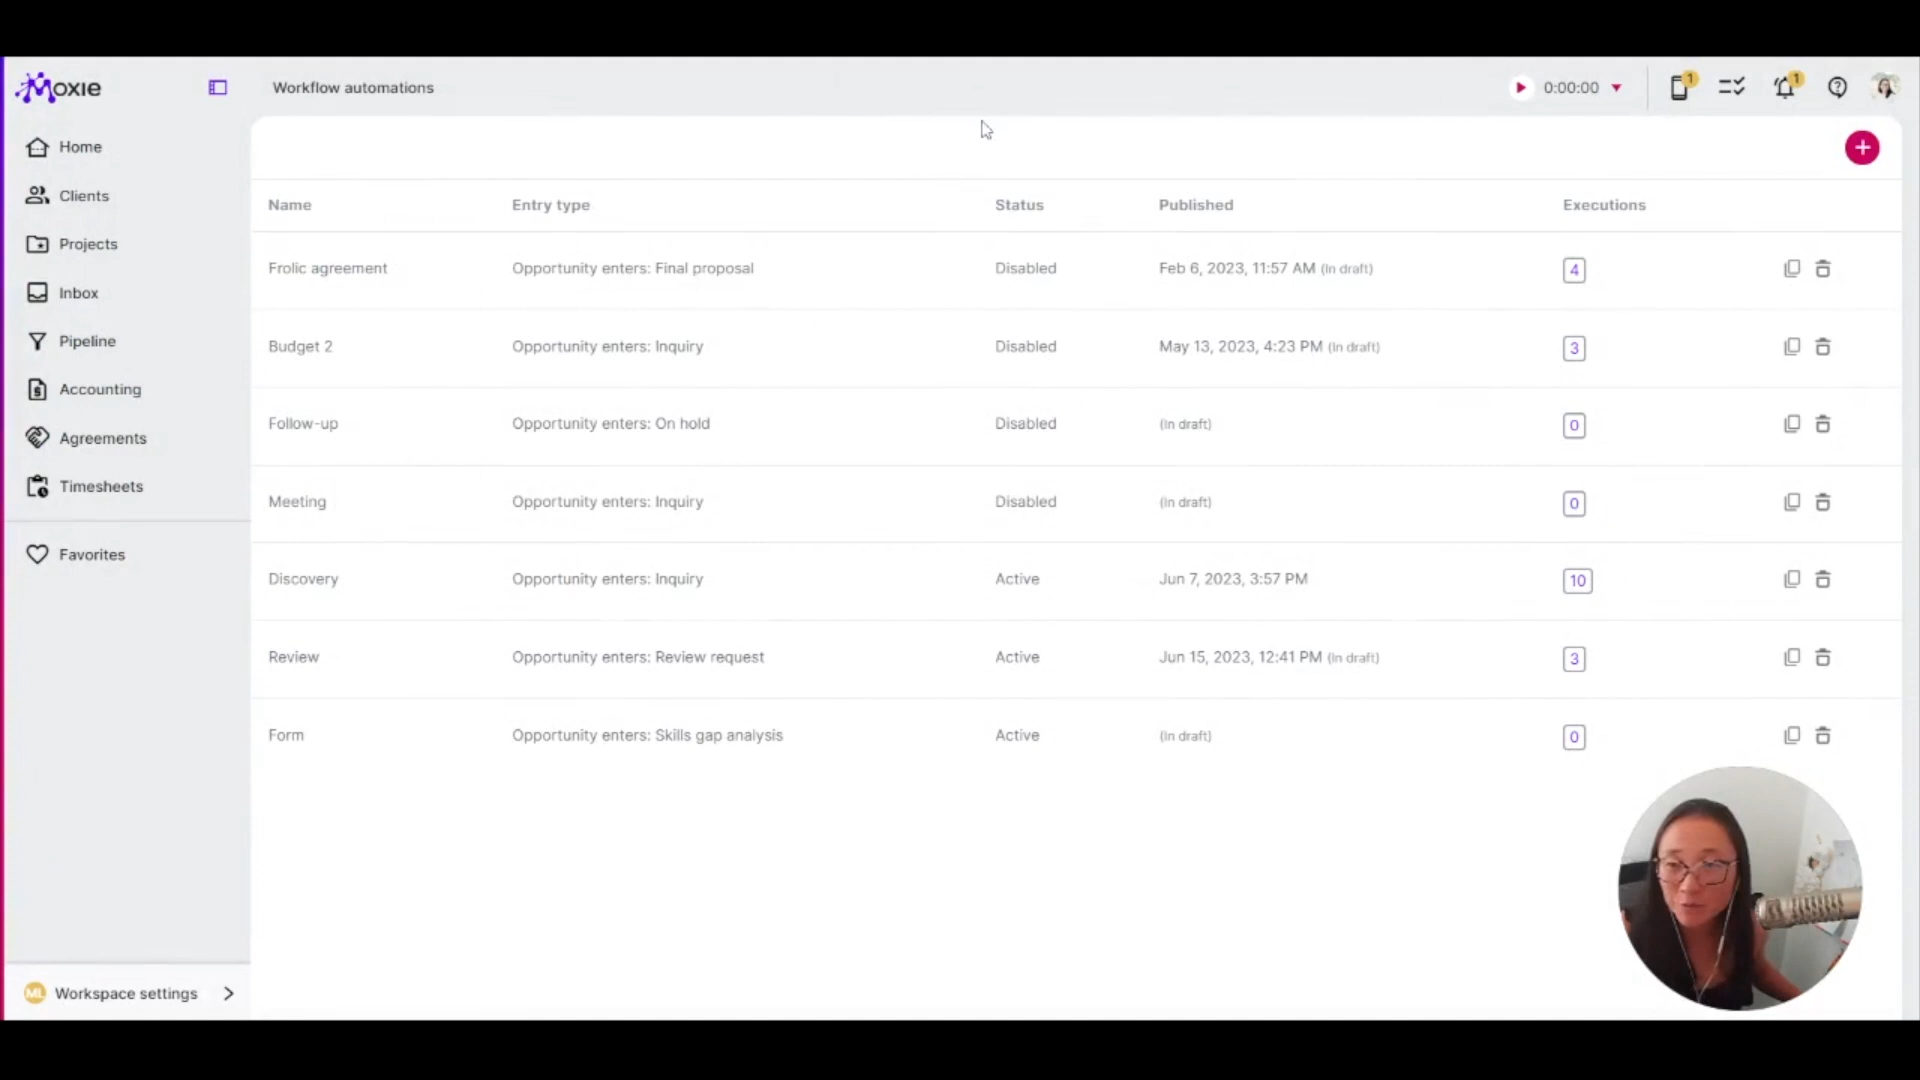 Moxie
Workflow automations
0:00:00
1
1
Home
Clients
Projects
Inbox
Pipeline
Accounting
Agreements
Timesheets
Favorites
Name Entry type Status Published Executions
Frolic agreement Opportunity enters: Final proposal Disabled Feb 6, 2023, 11:57 AM (In draft) 4
Budget 2 Opportunity enters: Inquiry Disabled May 13, 2023, 4:23 PM (In draft) 3
Follow-up Opportunity enters: On hold Disabled (In draft) 0
Meeting Opportunity enters: Inquiry Disabled (In draft) 0
Discovery Opportunity enters: Inquiry Active Jun 7, 2023, 3:57 PM 10
Review Opportunity enters: Review request Active Jun 15, 2023, 12:41 PM (In draft) 3
Form Opportunity enters: Skills gap analysis Active (In draft) 0
ML Workspace settings